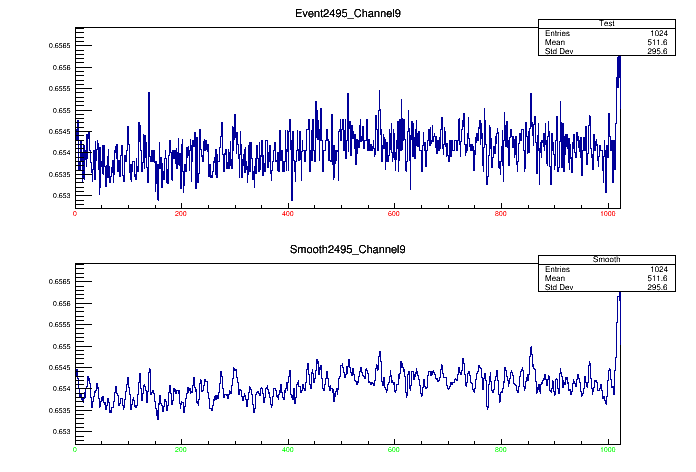 Event2495_Channel9
Test
Entries 1024
Mean 511.6
Std Dev 295.6
0.6565
0.656
0.6555
0.655
0.6545
0.654
0.6535
0.653
0 200 400 600 800 1000
Smooth2495_Channel9
Smooth
Entries 1024
Mean 511.6
Std Dev 295.6
0.6565
0.656
0.6555
0.655
0.6545
0.654
0.6535
0.653
0 200 400 600 800 1000